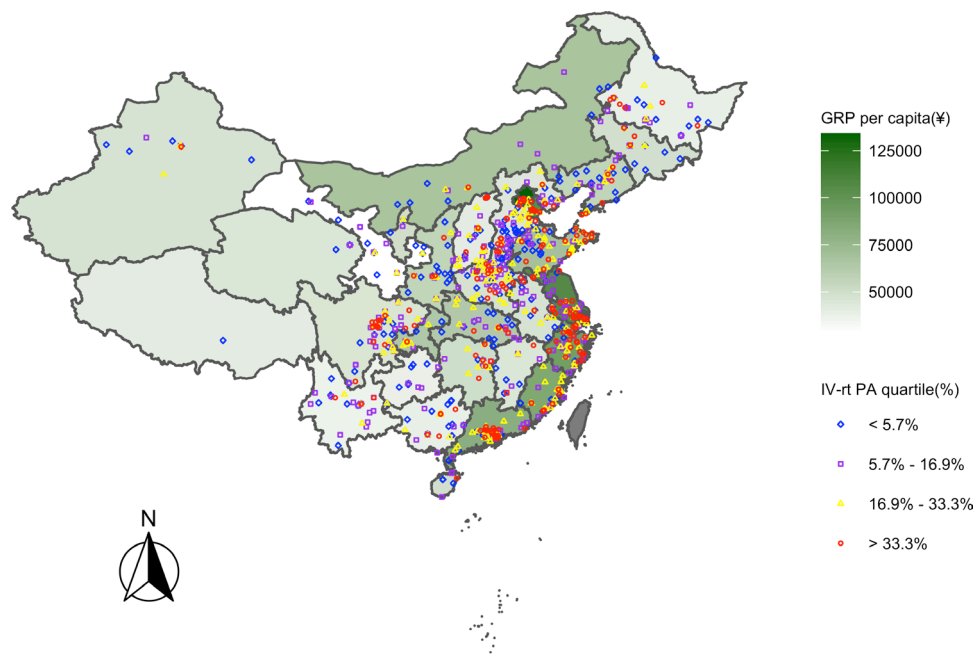 GRP per capita(¥)
125000
100000
75000
50000
IV-rt PA quartile(%)
< 5.7%
5.7% - 16.9%
16.9% - 33.3%
> 33.3%
N